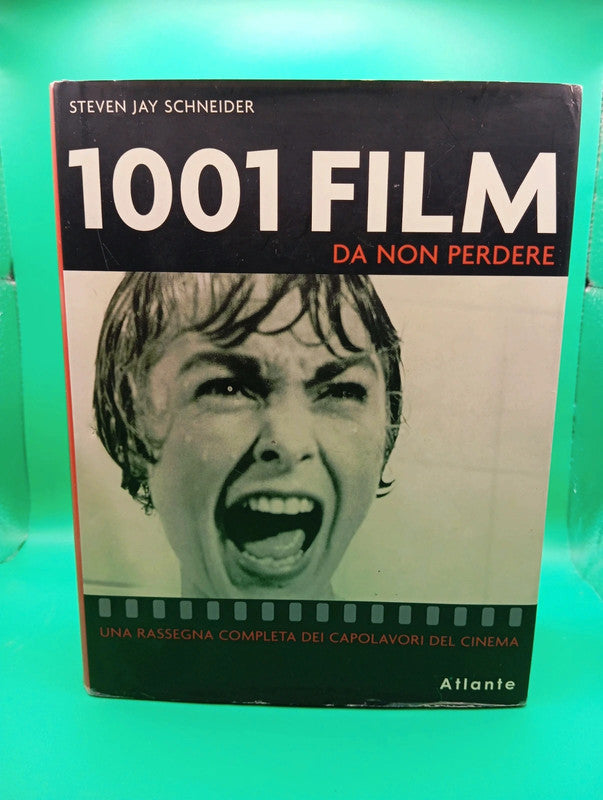 STEVEN JAY SCHNEIDER
1001 FILM
DA NON PERDERE
UNA RASSEGNA COMPLETA DEI CAPOLAVORI DEL CINEMA
Atlante